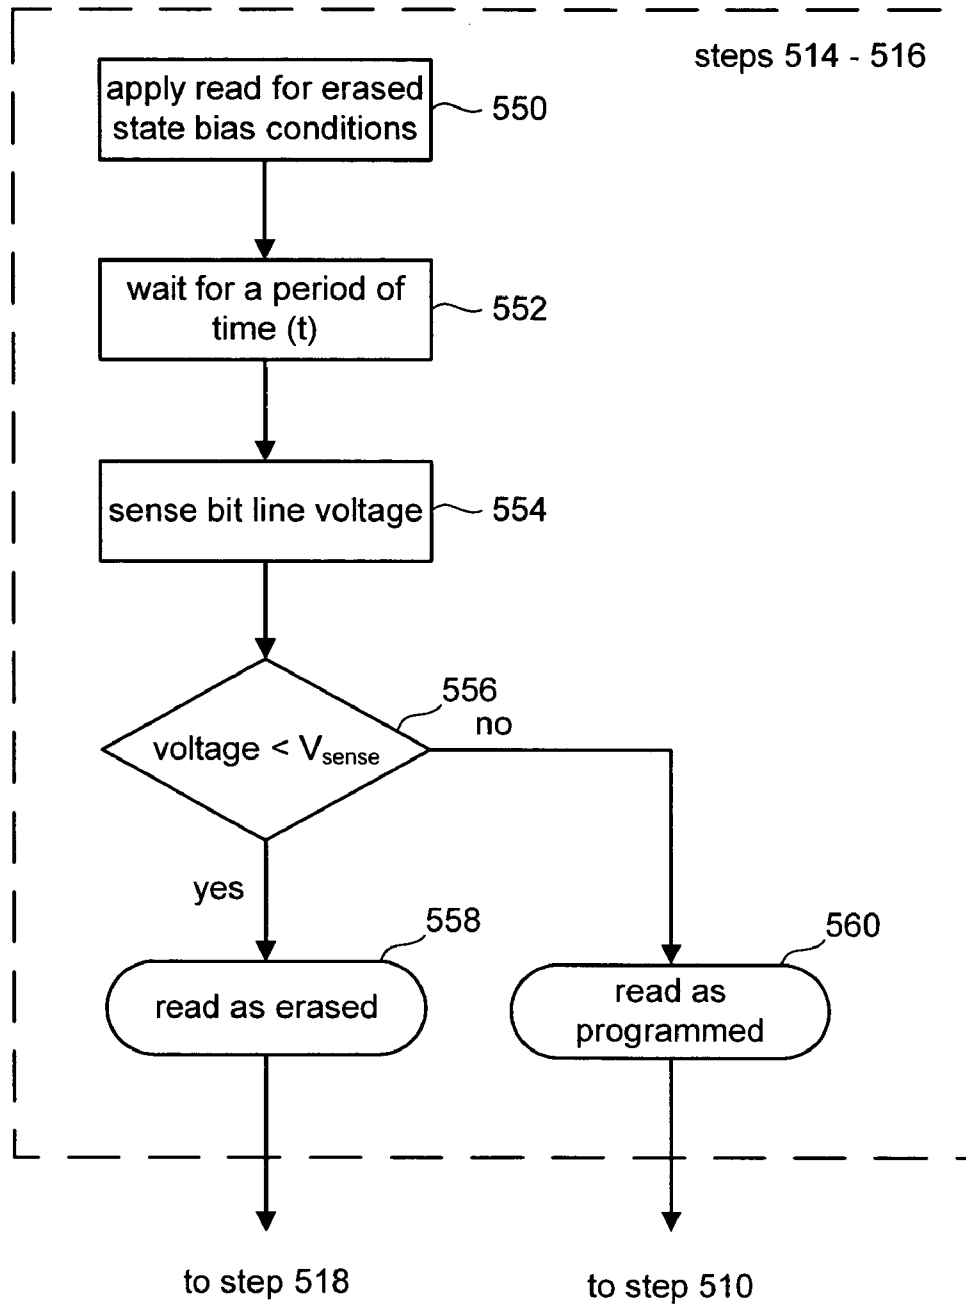 steps 514 - 516
apply read for erased
state bias conditions
550
wait for a period of
time (t)
552
sense bit line voltage
554
556
voltage < Vsense
no
yes
558
read as erased
560
read as
programmed
to step 518
to step 510